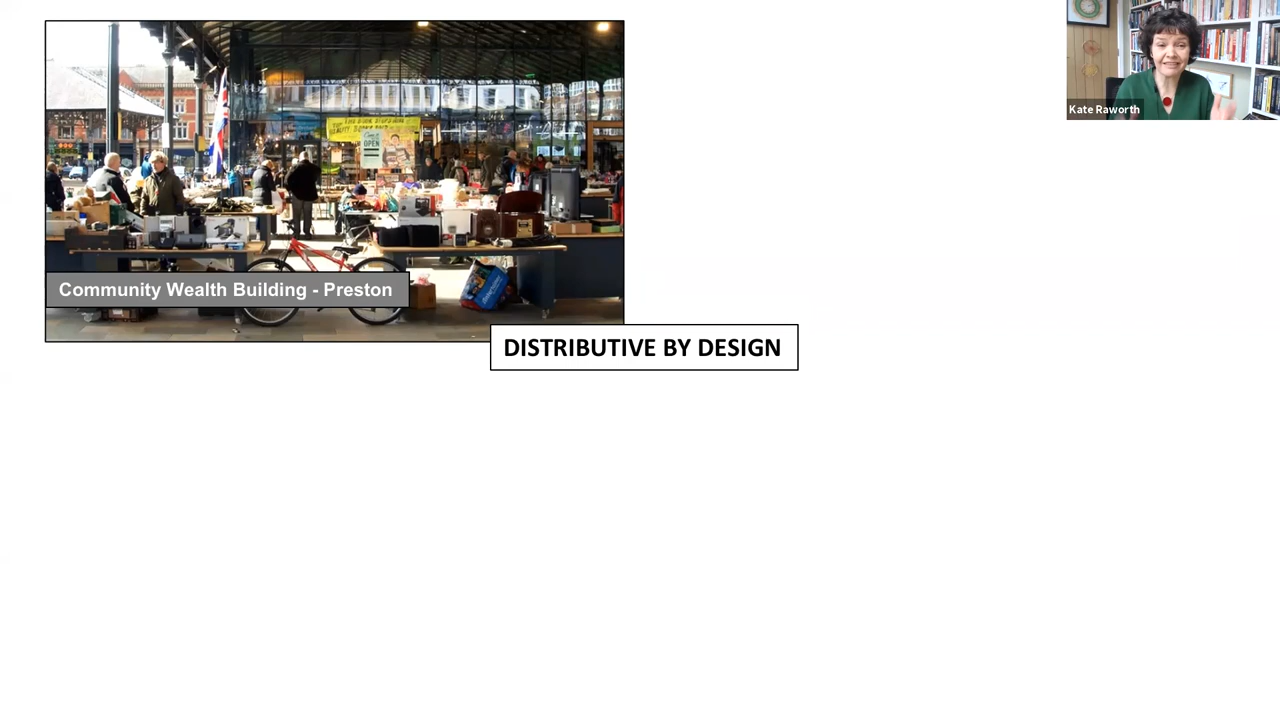 OPEN
Community Wealth Building - Preston
DISTRIBUTIVE BY DESIGN
Kate Raworth